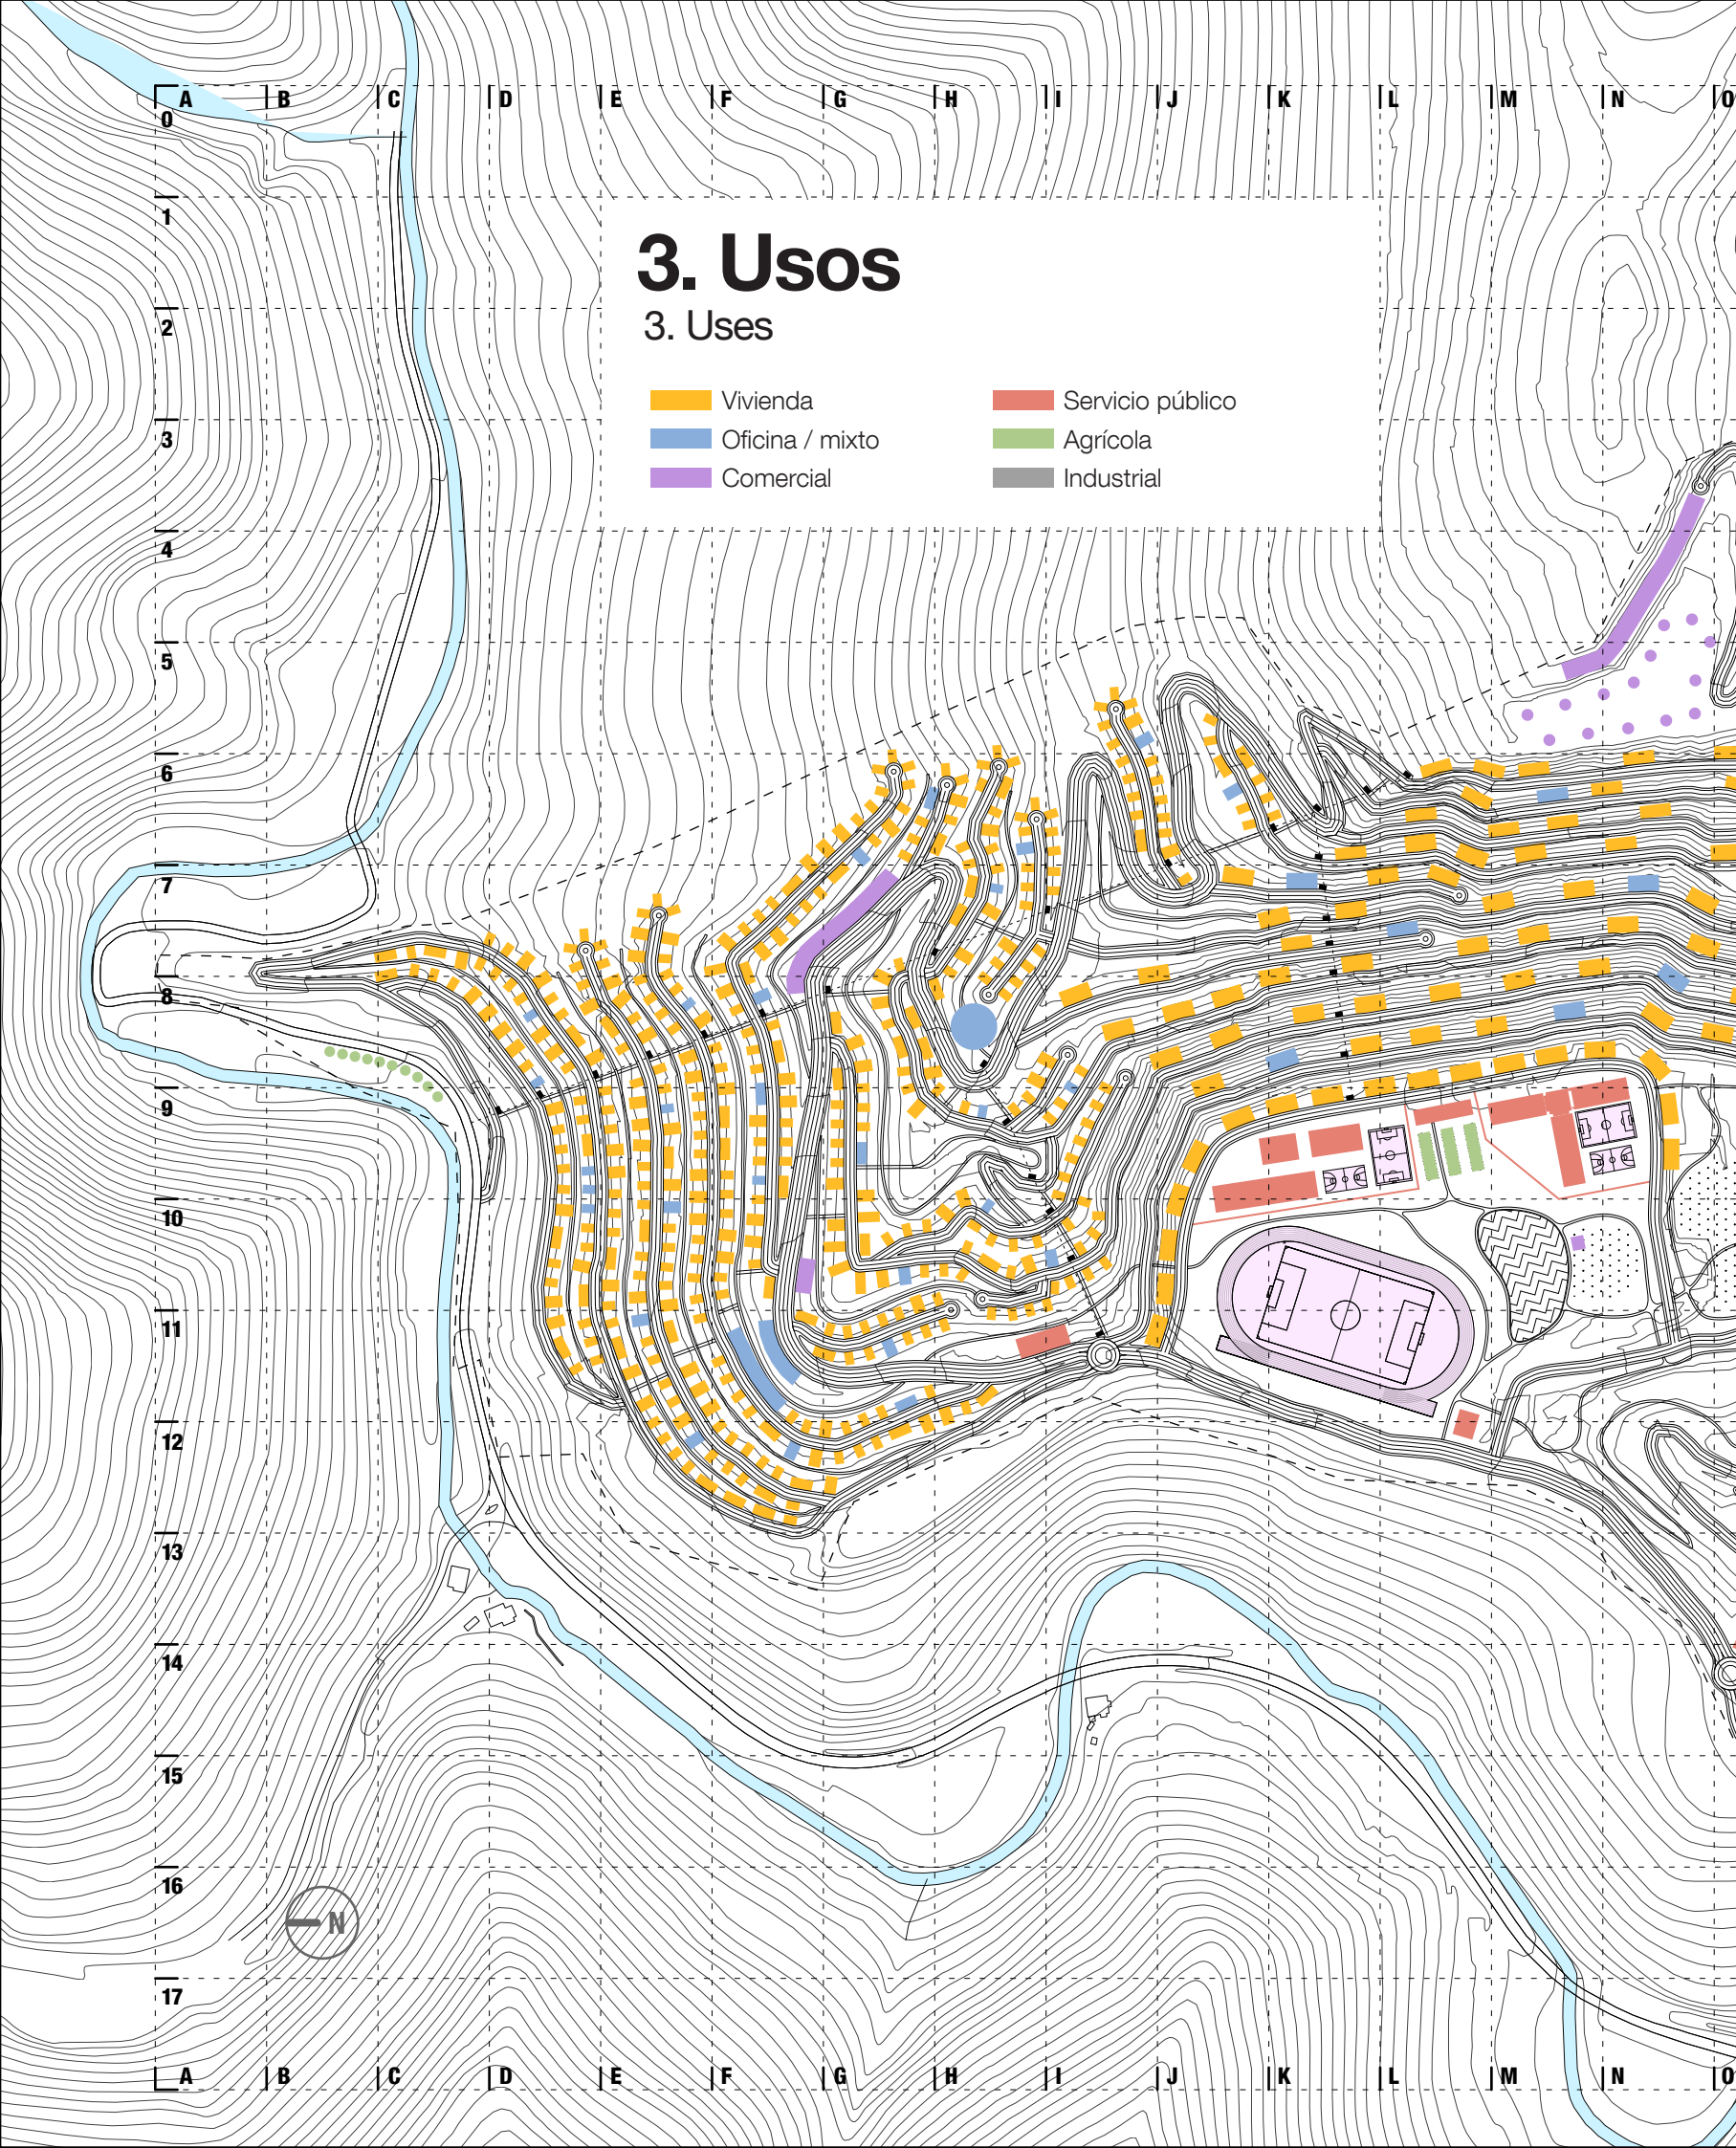 A B C D E F G H I J K L M N O
0
1
3. Usos
3. Uses
2
Vivienda Servicio público
3 Oficina / mixto Agrícola
Comercial Industrial
4
5
6
7
8
9
10
11
12
13
14
15
16
N
17
A B C D E F G H I J K L M N O